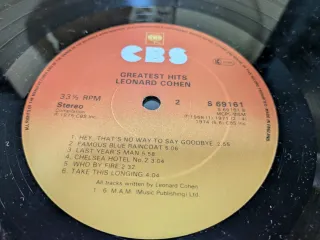 CBS
GREATEST HITS
LEONARD COHEN
33⅓ RPM
Stereo
2
S 69161
1. HEY, THAT'S NO WAY TO SAY GOODBYE 2.55
2. FAMOUS BLUE RAINCOAT 5.06
3. LAST YEAR'S MAN 5.58
4. CHELSEA HOTEL No.2 3.04
5. WHO BY FIRE 2.32
6. TAKE THIS LONGING 4.04
All tracks written by Leonard Cohen
1-6 M.A.M (Music Publishing) Ltd.